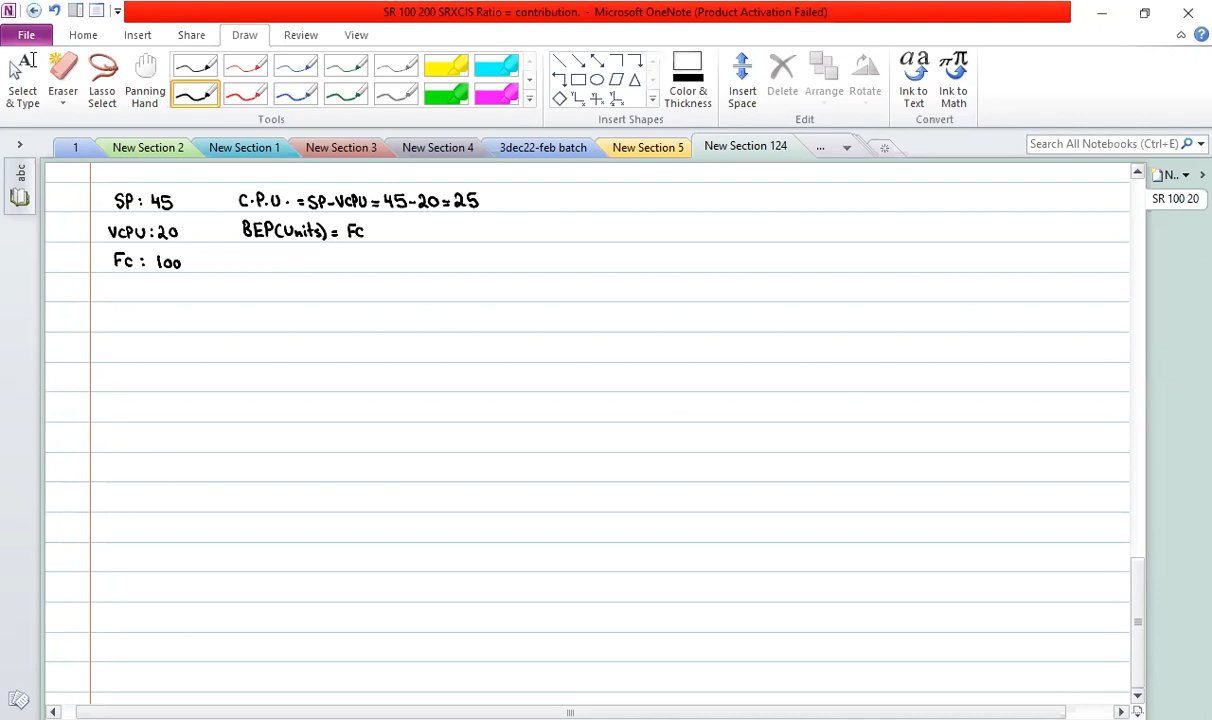 SR 100 200 SRXCIS Ratio = contribution. - Microsoft OneNote (Product Activation Failed)
File Home Insert Share Draw Review View
Select & Type
Eraser
Lasso Select
Panning Hand
Color & Thickness
Insert Space
Delete
Arrange
Rotate
Ink to Text
Ink to Math
Tools Insert Shapes Edit Convert
1 New Section 2 New Section 1 New Section 3 New Section 4 3dec22-feb batch New Section 5 New Section 124 ... Search All Notebooks (Ctrl+E)
abc
N..
SR 100 20
SP : 45 C.P.U. = SP-VCPU = 45-20 = 25
VCPU : 20 BEP(Units) = FC
FC : 100